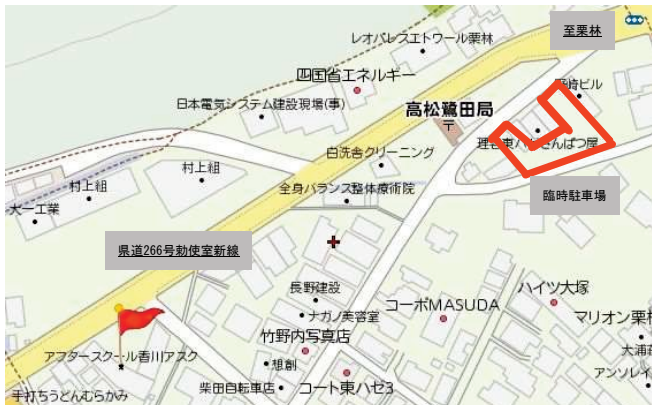 至栗林
レオパレスエトワール栗林
四国省エネルギー
崎ビル
日本電気システム建設現場(事)
高松鷺田局
〒
白洗舎クリーニング
さんぱつ屋
村上組
村上組
全身バランス整体療術院
臨時駐車場
大一工業
県道266号勅使室新線
長野建設
ハイツ大塚
ナガノ美容室
コーポMASUDA
マリオン栗林
竹野内写真店
大浦
アフタースクール香川アスク
想創
アンソレイ
柴田自転車店
コート東ハゼ3
手打ちうどんむらかみ